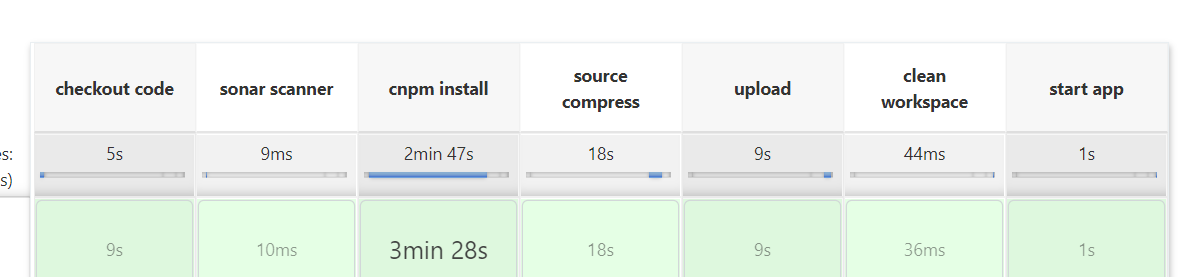 checkout code
sonar scanner
cnpm install
source
compress
upload
clean
workspace
start app
es:
s)
5s
9ms
2min 47s
18s
9s
44ms
1s
9s
10ms
3min 28s
18s
9s
36ms
1s